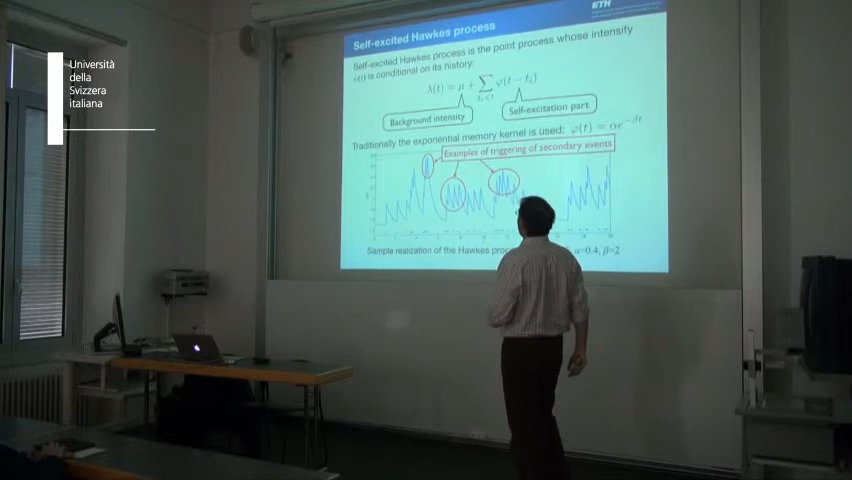 ETH
Self-excited Hawkes process
Self-excited Hawkes process is the point process whose intensity
λ(t) is conditional on its history:
λ(t) = μ + ∑ φ(t − tᵢ)
tᵢ<t
Background intensity
Self-excitation part
Traditionally the exponential memory kernel is used: φ(t) = αe^−βt
Examples of triggering of secondary events
Sample realization of the Hawkes α=0.4, β=2
Università
della
Svizzera
italiana